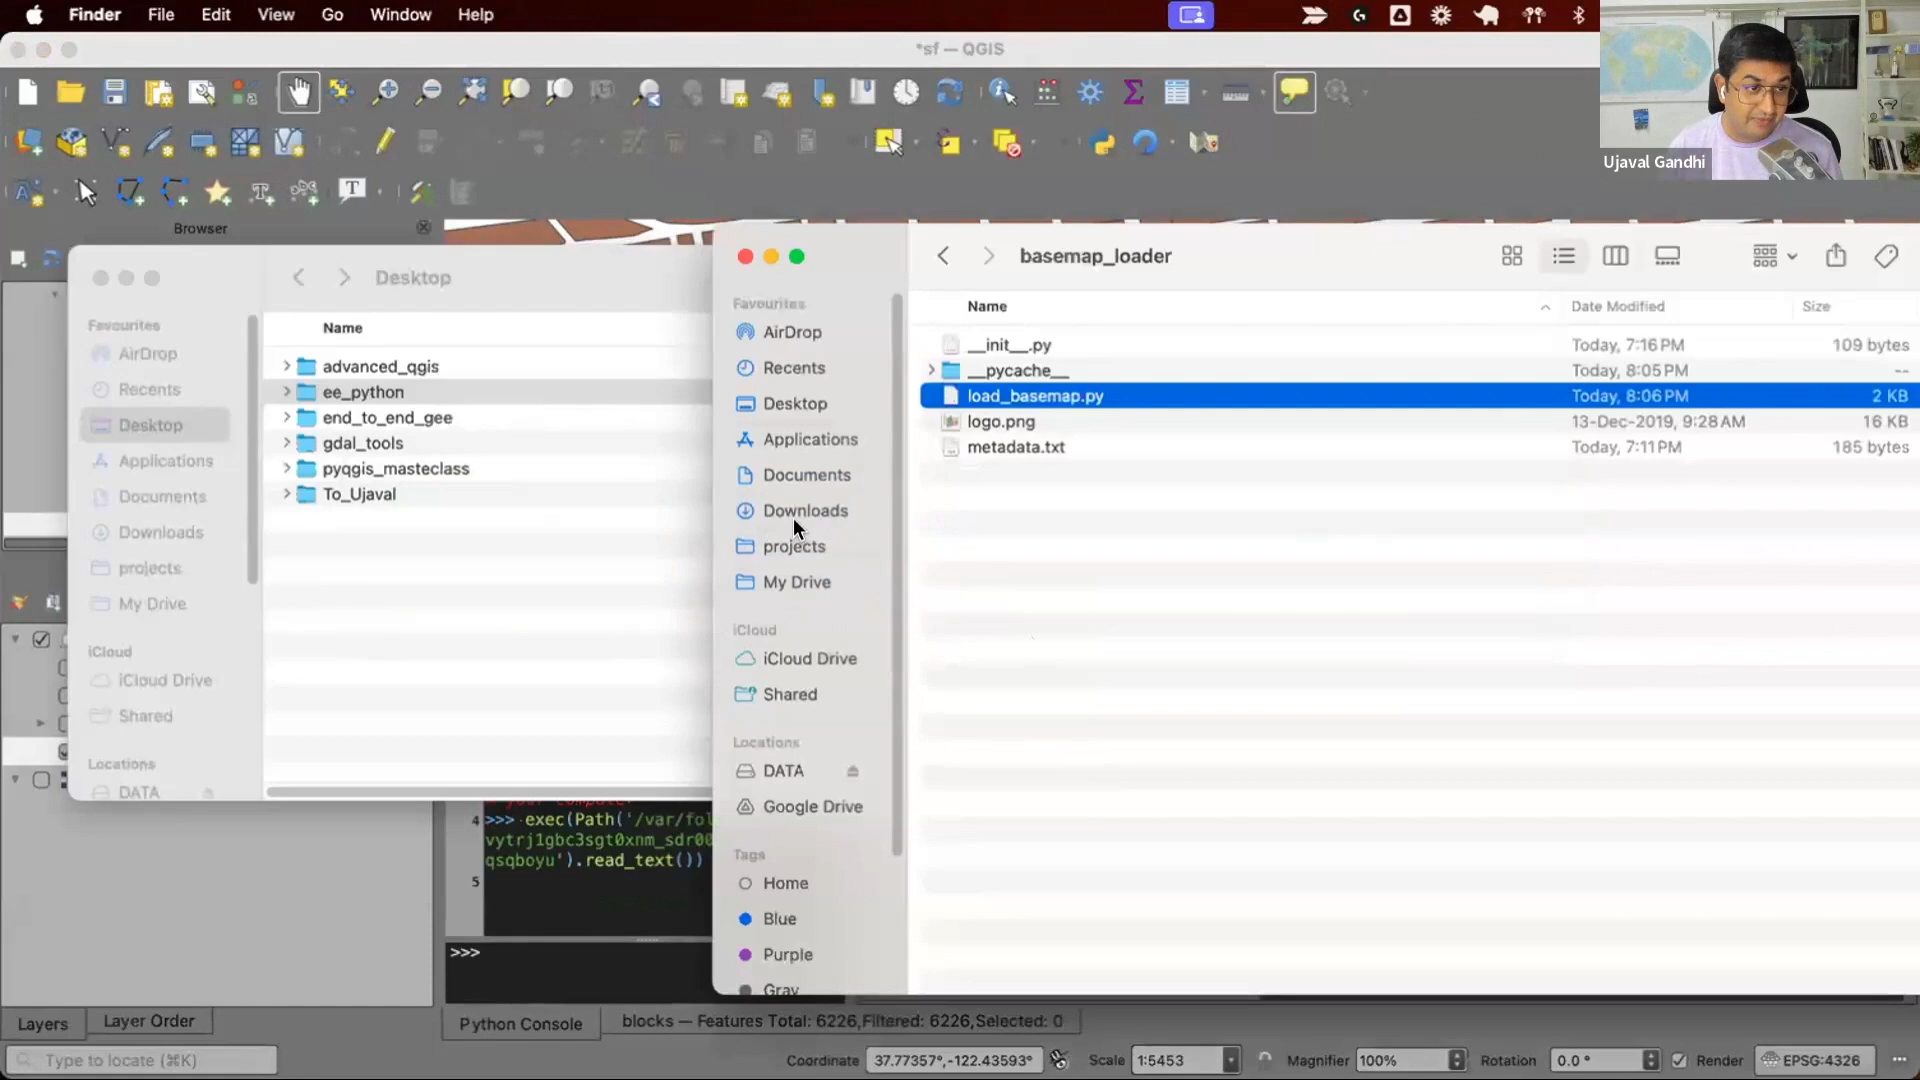 Finder File Edit View Go Window Help
*sf — QGIS
Ujaval Gandhi
Browser
Desktop
Favourites
AirDrop
Recents
Desktop
Applications
Documents
Downloads
projects
My Drive
iCloud
iCloud Drive
Shared
Locations
DATA
Name
advanced_qgis
ee_python
end_to_end_gee
gdal_tools
pyqgis_masteclass
To_Ujaval
basemap_loader
Favourites
AirDrop
Recents
Desktop
Applications
Documents
Downloads
projects
My Drive
iCloud
iCloud Drive
Shared
Locations
DATA
Google Drive
Tags
Home
Blue
Purple
Gray
Name Date Modified Size
__init__.py Today, 7:16 PM 109 bytes
__pycache__ Today, 8:05 PM --
load_basemap.py Today, 8:06 PM 2 KB
logo.png 13-Dec-2019, 9:28 AM 16 KB
metadata.txt Today, 7:11 PM 185 bytes
4 >>> exec(Path('/var/fol
vytrj1gbc3sgt0xnm_sdr00
qsqboyu').read_text())
5
>>>
Layers Layer Order
Python Console blocks — Features Total: 6226, Filtered: 6226, Selected: 0
Type to locate (⌘K) Coordinate 37.77357°,-122.43593° Scale 1:5453 Magnifier 100% Rotation 0.0 ° Render EPSG:4326